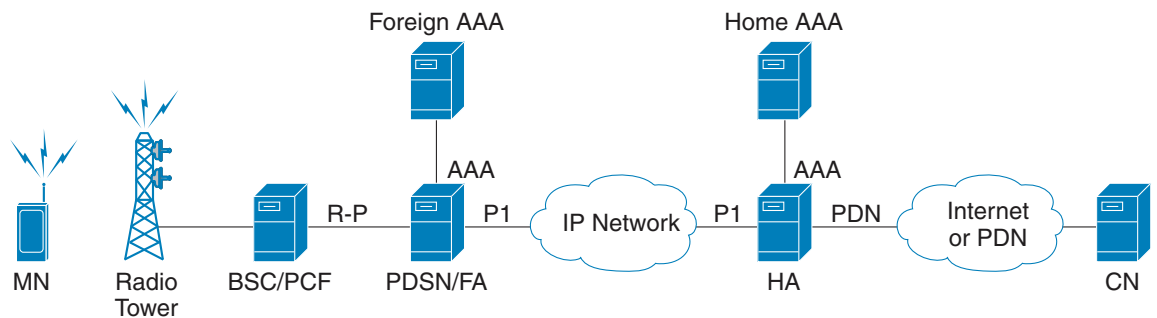 Foreign AAA
Home AAA
AAA
AAA
R-P
P1
IP Network
P1
PDN
Internet
or PDN
MN
Radio
Tower
BSC/PCF
PDSN/FA
HA
CN